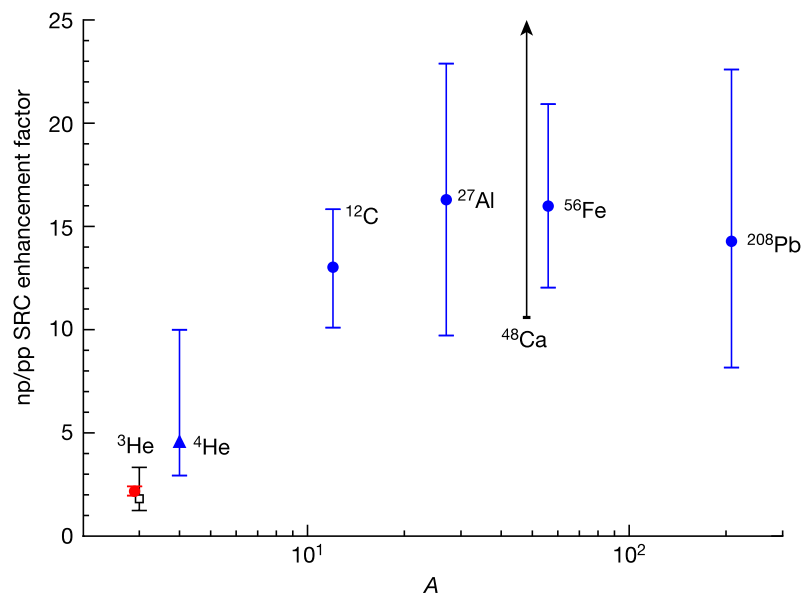 np/pp SRC enhancement factor
25
20
15
10
5
0
³He
⁴He
¹²C
²⁷Al
⁴⁸Ca
⁵⁶Fe
²⁰⁸Pb
10¹
10²
A